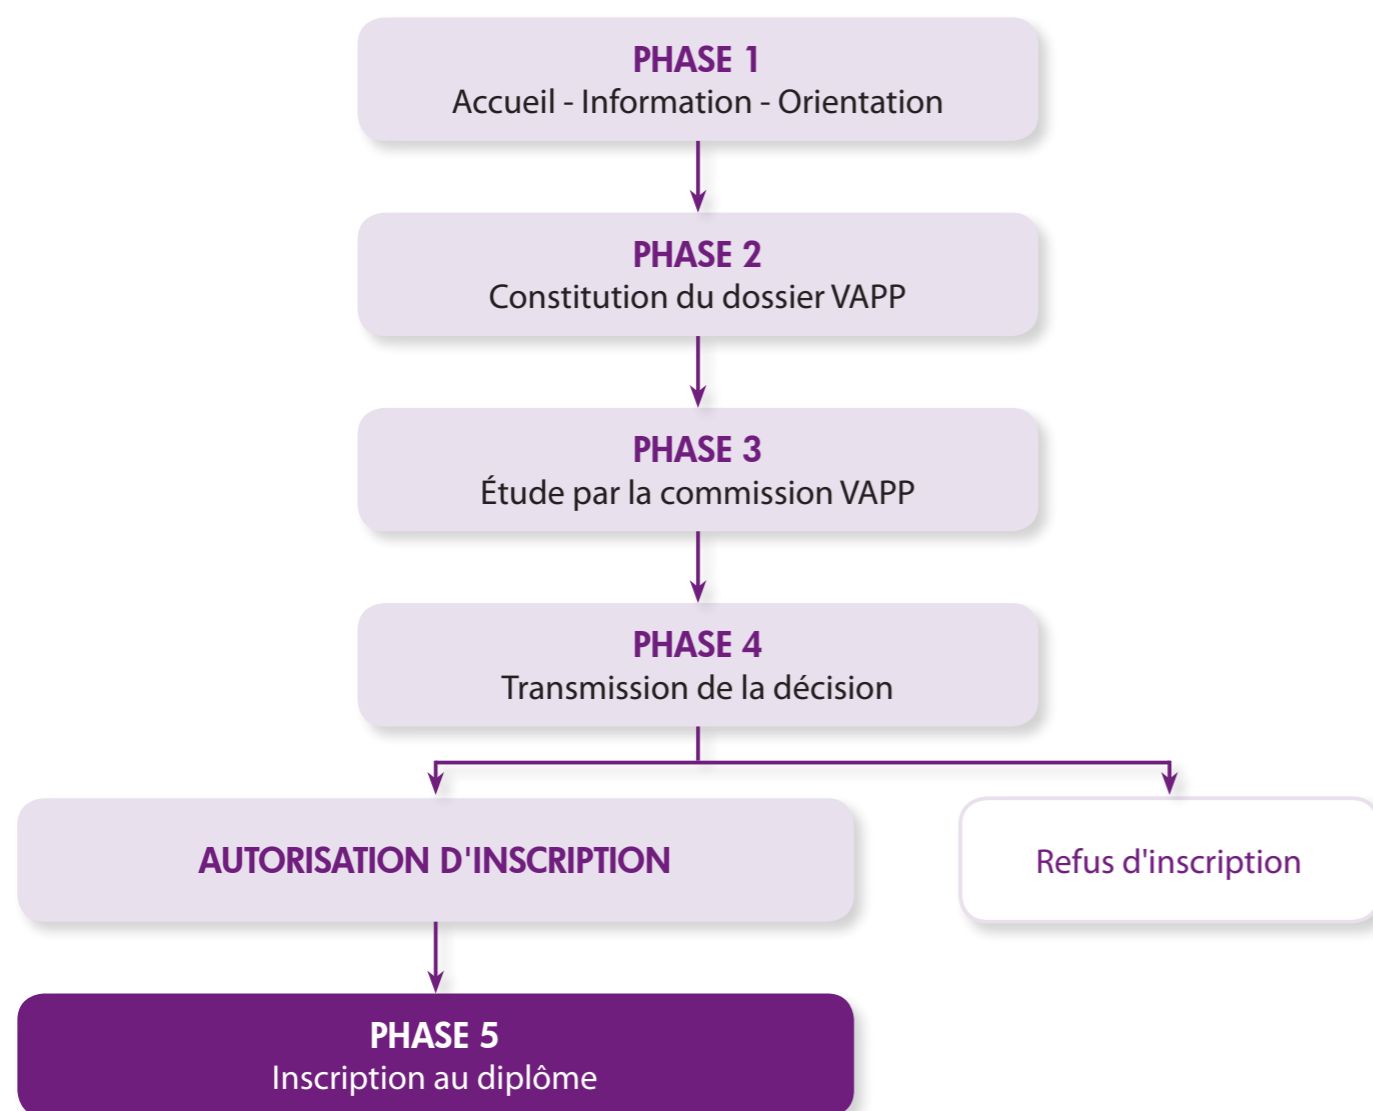 PHASE 1
Accueil - Information - Orientation
PHASE 2
Constitution du dossier VAPP
PHASE 3
Étude par la commission VAPP
PHASE 4
Transmission de la décision
AUTORISATION D'INSCRIPTION
Refus d'inscription
PHASE 5
Inscription au diplôme